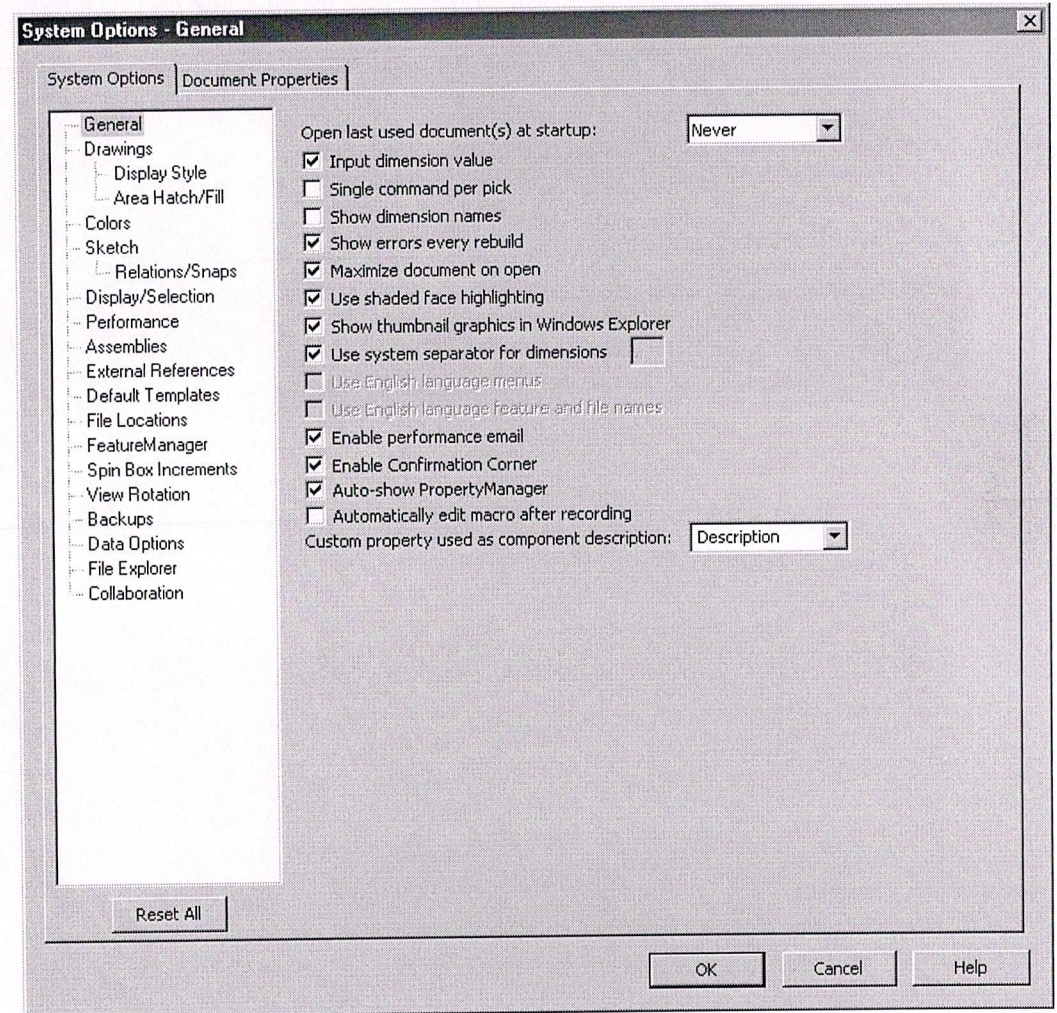 System Options - General
System Options
Document Properties
General
Drawings
Display Style
Area Hatch/Fill
Colors
Sketch
Relations/Snaps
Display/Selection
Performance
Assemblies
External References
Default Templates
File Locations
FeatureManager
Spin Box Increments
View Rotation
Backups
Data Options
File Explorer
Collaboration
Reset All
Open last used document(s) at startup: Never
Input dimension value
Single command per pick
Show dimension names
Show errors every rebuild
Maximize document on open
Use shaded face highlighting
Show thumbnail graphics in Windows Explorer
Use system separator for dimensions .
Use English language menus
Use English language feature and file names
Enable performance email
Enable Confirmation Corner
Auto-show PropertyManager
Automatically edit macro after recording
Custom property used as component description: Description
OK
Cancel
Help